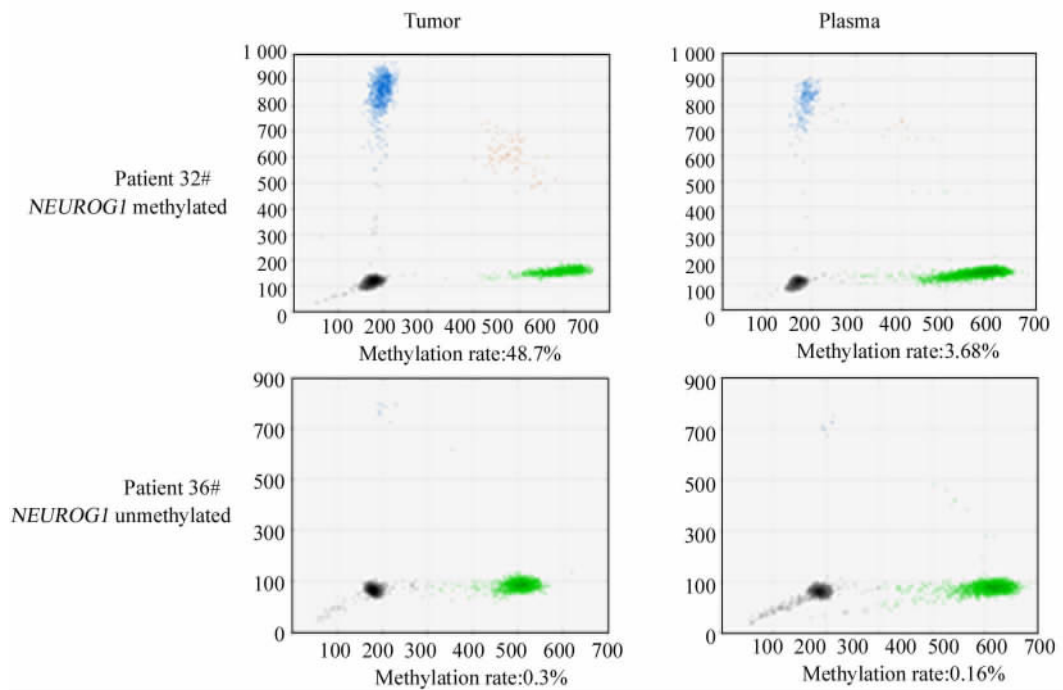 Tumor
Plasma
Patient 32#
NEUROG1 methylated
1 000
900
800
700
600
500
400
300
200
100
0
100 200 300 400 500 600 700
Methylation rate:48.7%
1 000
900
800
700
600
500
400
300
200
100
0
100 200 300 400 500 600 700
Methylation rate:3.68%
Patient 36#
NEUROG1 unmethylated
900
700
500
300
100
0
100 200 300 400 500 600 700
Methylation rate:0.3%
900
700
500
300
100
0
100 200 300 400 500 600 700
Methylation rate:0.16%